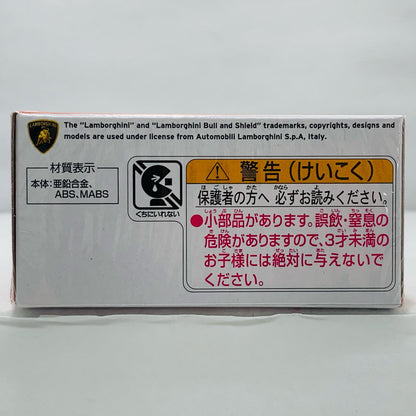 LAMBORGHINI
The "Lamborghini" and "Lamborghini Bull and Shield" trademarks, copyrights, designs and
models are used under license from Automobili Lamborghini S.p.A, Italy.
材質表示
本体：亜鉛合金、
ABS、MABS
くちにいれない
警告（けいこく）
保護者の方へ 必ずお読みください。
●小部品があります。誤飲・窒息の
危険がありますので、3才未満の
お子様には絶対に与えないで
ください。